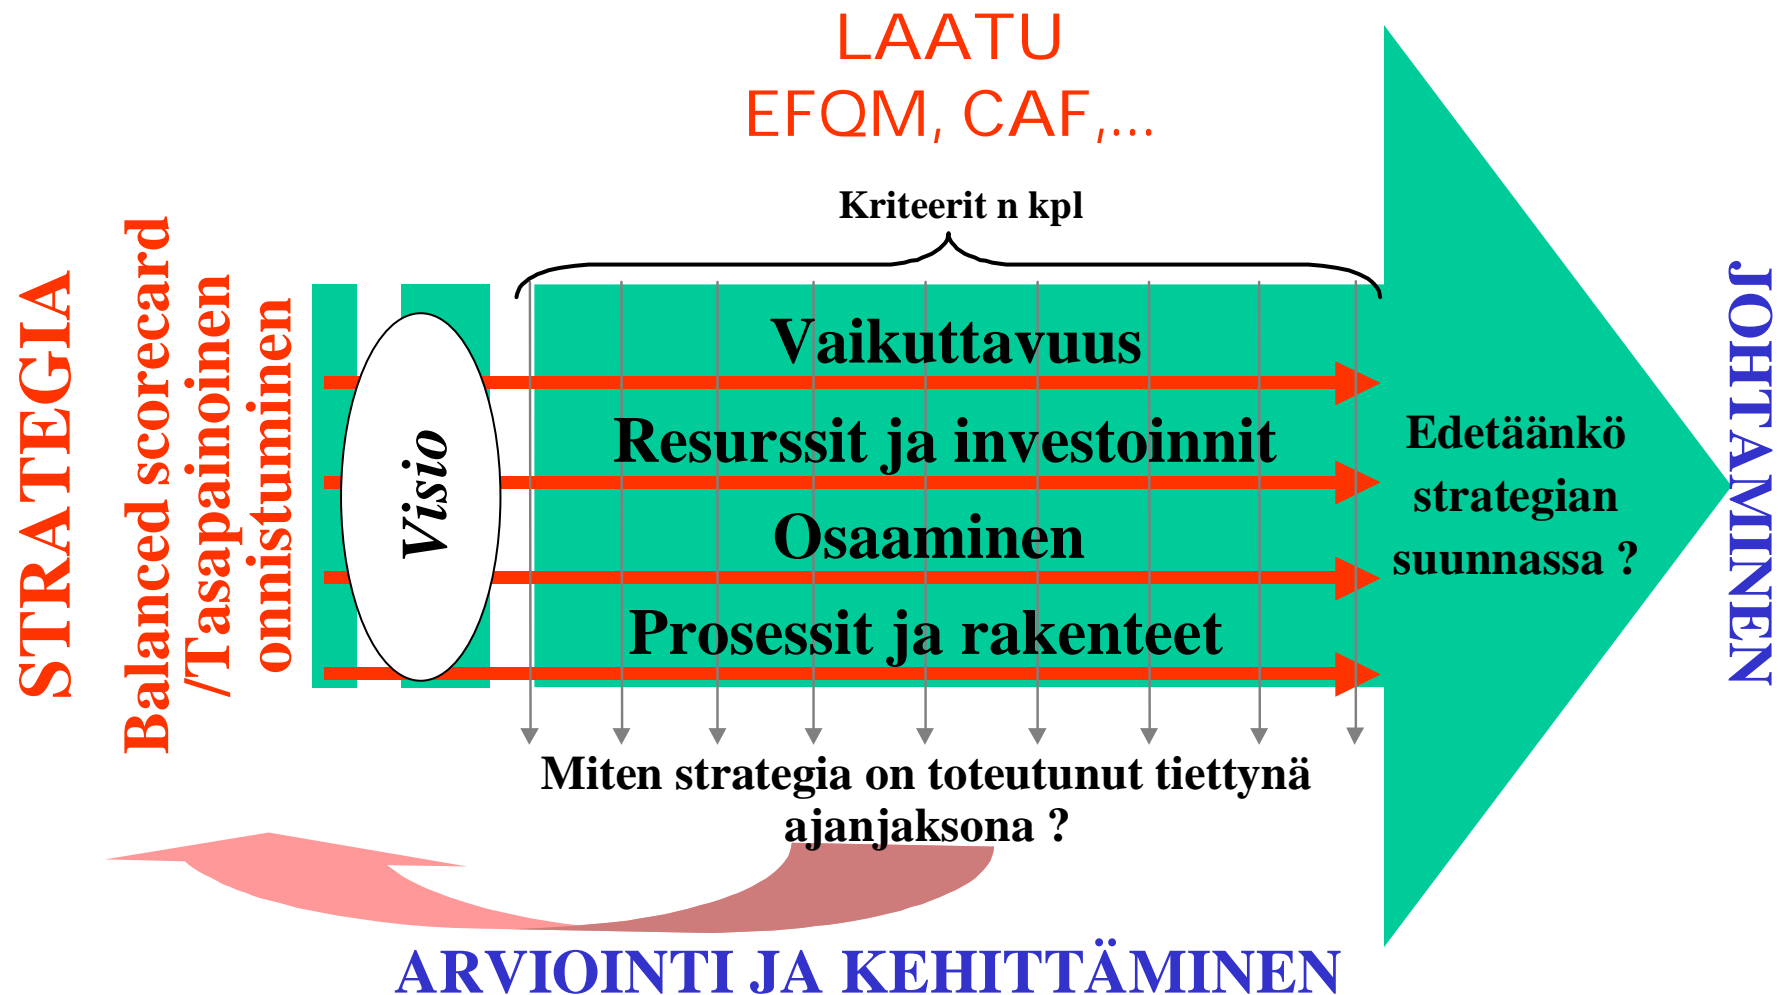 LAATU
EFQM, CAF,...
Kriteerit n kpl
STRATEGIA
Balanced scorecard
/Tasapainoinen
onnistuminen
Visio
Vaikuttavuus
Resurssit ja investoinnit
Osaaminen
Prosessit ja rakenteet
Edetäänkö
strategian
suunnassa ?
JOHTAMINEN
Miten strategia on toteutunut tiettynä
ajanjaksona ?
ARVIOINTI JA KEHITTÄMINEN